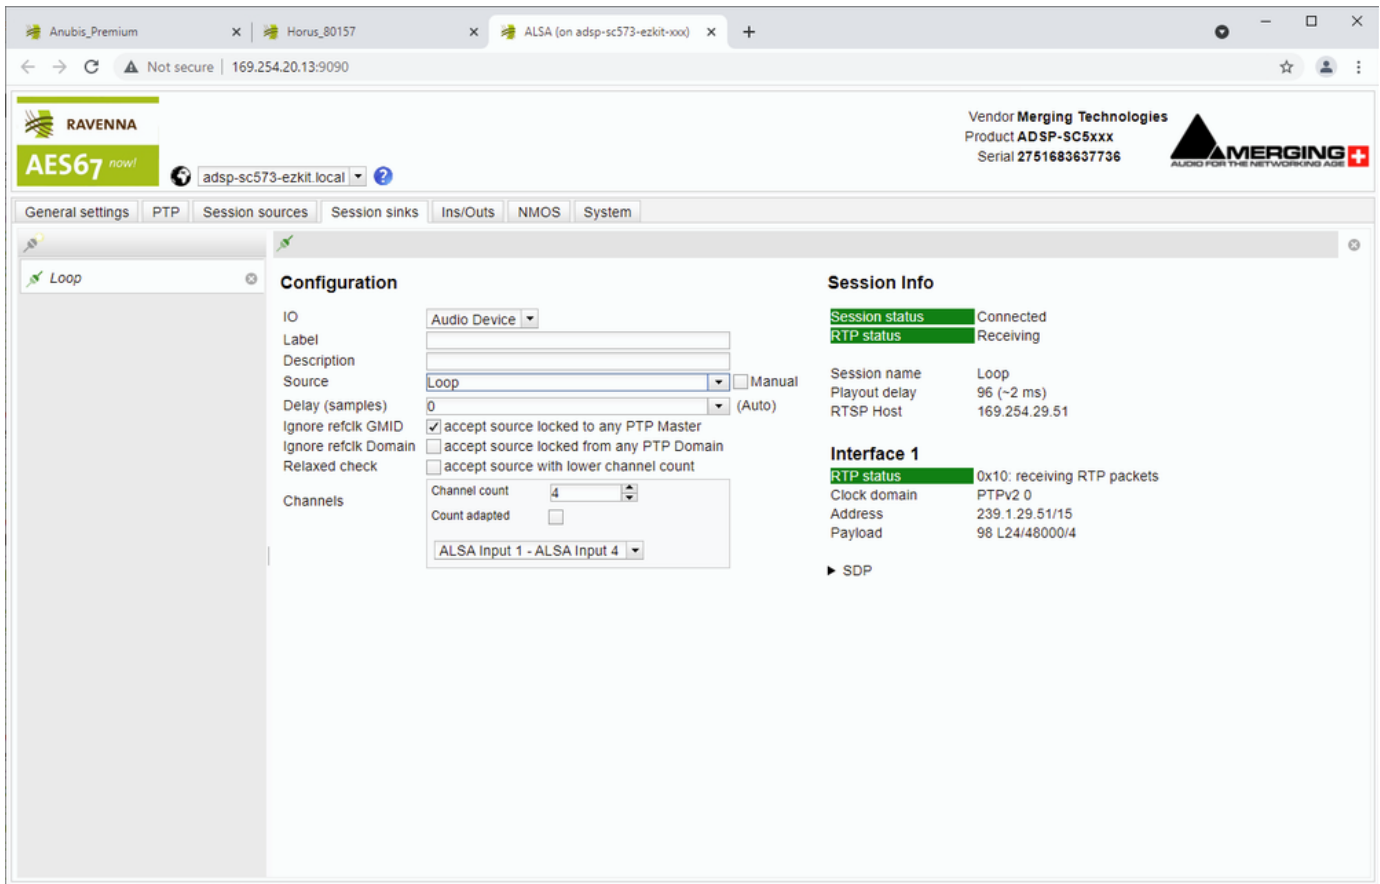 Anubis_Premium
Horus_80157
ALSA (on adsp-sc573-ezkit-xxx)
Not secure | 169.254.20.13:9090
RAVENNA
AES67 now!
adsp-sc573-ezkit.local
Vendor Merging Technologies
Product ADSP-SC5xxx
Serial 2751683637736
MERGING
AUDIO FOR THE NETWORKING AGE
General settings PTP Session sources Session sinks Ins/Outs NMOS System
Loop
Configuration
IO Audio Device
Label
Description
Source Loop Manual
Delay (samples) 0 (Auto)
Ignore refclk GMID accept source locked to any PTP Master
Ignore refclk Domain accept source locked from any PTP Domain
Relaxed check accept source with lower channel count
Channels
Channel count 4
Count adapted
ALSA Input 1 - ALSA Input 4
Session Info
Session status Connected
RTP status Receiving
Session name Loop
Playout delay 96 (~2 ms)
RTSP Host 169.254.29.51
Interface 1
RTP status 0x10: receiving RTP packets
Clock domain PTPv2 0
Address 239.1.29.51/15
Payload 98 L24/48000/4
SDP